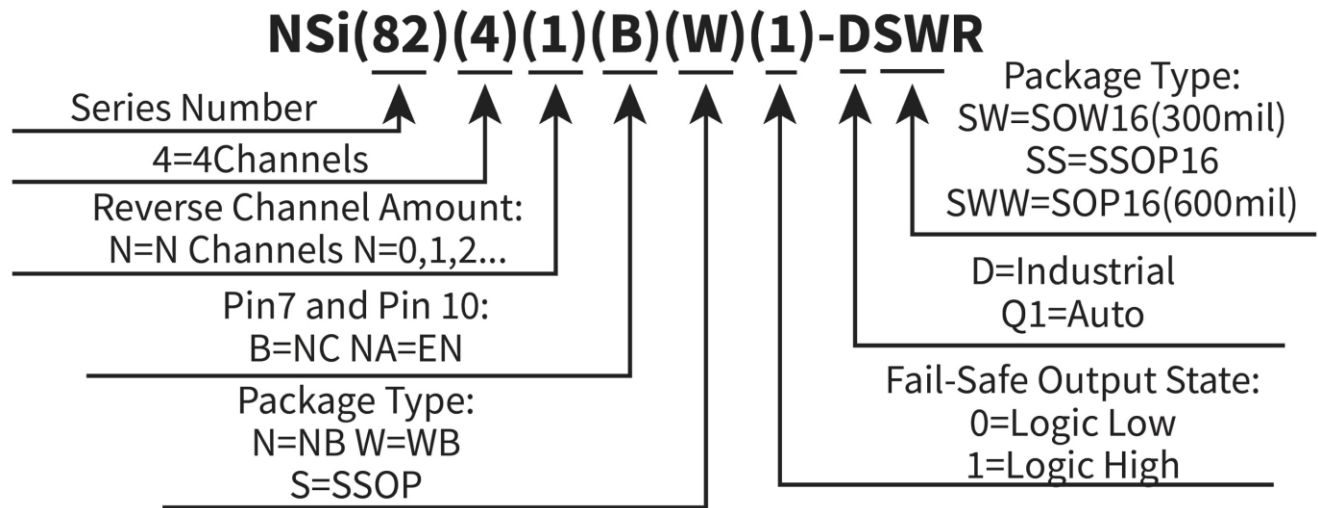 NSi(82)(4)(1)(B)(W)(1)-DSWR
Series Number
4=4Channels
Reverse Channel Amount:
N=N Channels N=0,1,2...
Pin7 and Pin 10:
B=NC NA=EN
Package Type:
N=NB W=WB
S=SSOP
Package Type:
SW=SOW16(300mil)
SS=SSOP16
SWW=SOP16(600mil)
D=Industrial
Q1=Auto
Fail-Safe Output State:
0=Logic Low
1=Logic High